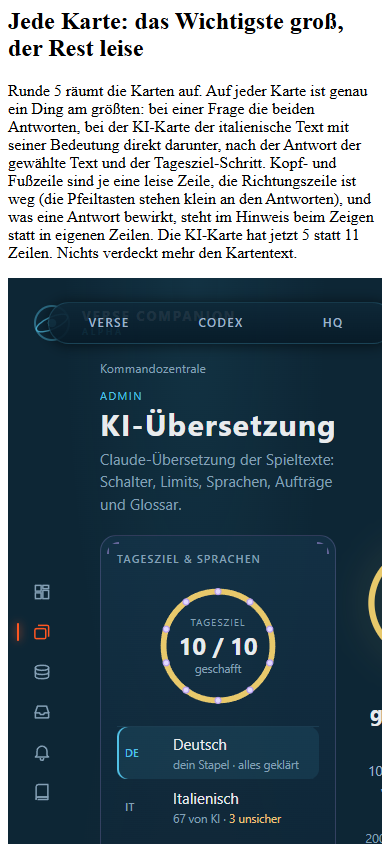 Jede Karte: das Wichtigste groß,
der Rest leise
Runde 5 räumt die Karten auf. Auf jeder Karte ist genau
ein Ding am größten: bei einer Frage die beiden
Antworten, bei der KI-Karte der italienische Text mit
seiner Bedeutung direkt darunter, nach der Antwort der
gewählte Text und der Tagesziel-Schritt. Kopf- und
Fußzeile sind je eine leise Zeile, die Richtungszeile ist
weg (die Pfeiltasten stehen klein an den Antworten), und
was eine Antwort bewirkt, steht im Hinweis beim Zeigen
statt in eigenen Zeilen. Die KI-Karte hat jetzt 5 statt 11
Zeilen. Nichts verdeckt mehr den Kartentext.
VERSE COMPANION
ALPHA
VERSE CODEX HQ
Kommandozentrale
ADMIN
KI-Übersetzung
Claude-Übersetzung der Spieltexte:
Schalter, Limits, Sprachen, Aufträge
und Glossar.
TAGESZIEL & SPRACHEN
TAGESZIEL
10 / 10
geschafft
g
DE Deutsch
dein Stapel · alles geklärt
10
IT Italienisch
67 von KI · 3 unsicher
200